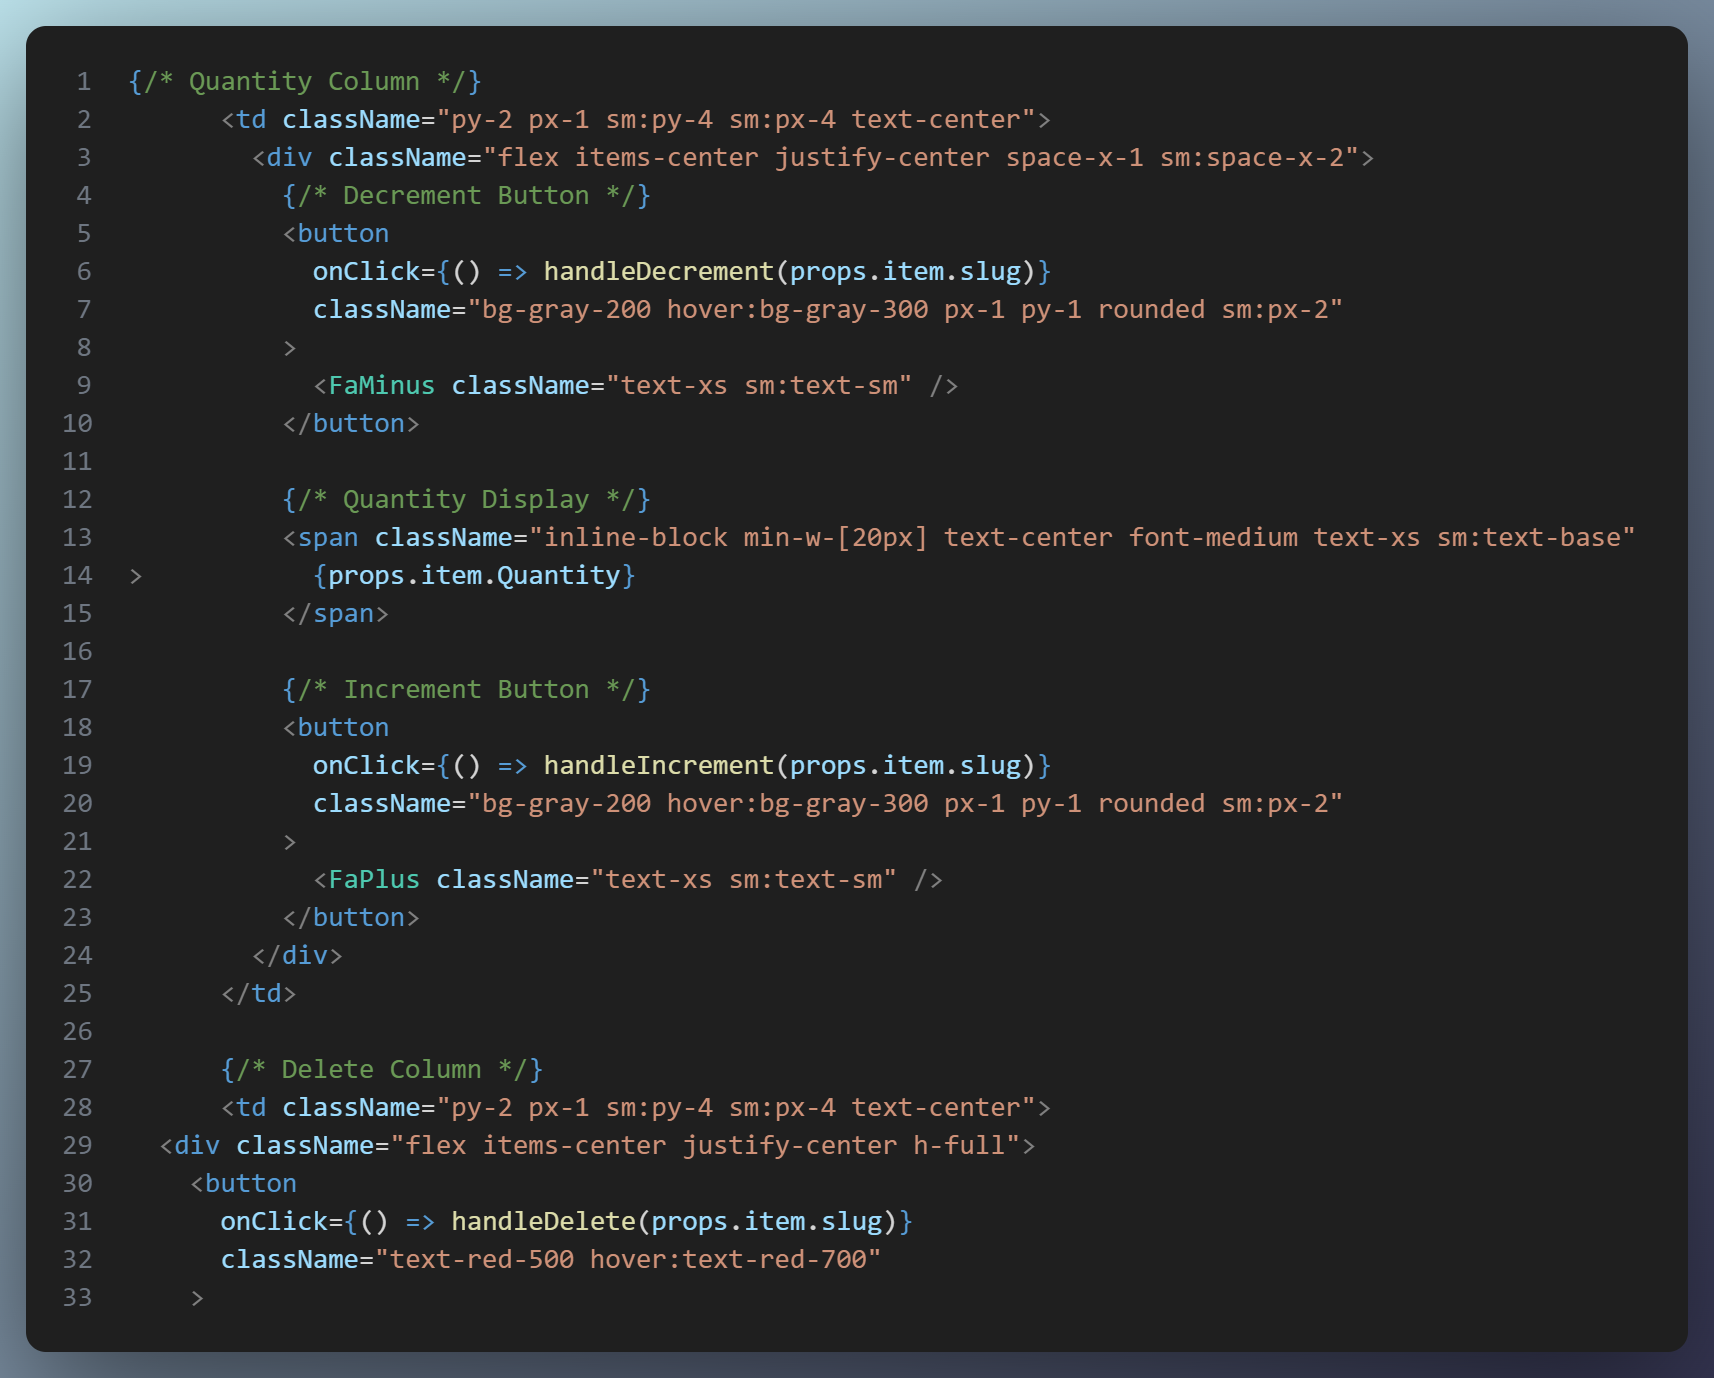 1 {/* Quantity Column */}
2 <td className="py-2 px-1 sm:py-4 sm:px-4 text-center">
3 <div className="flex items-center justify-center space-x-1 sm:space-x-2">
4 {/* Decrement Button */}
5 <button
6 onClick={() => handleDecrement(props.item.slug)}
7 className="bg-gray-200 hover:bg-gray-300 px-1 py-1 rounded sm:px-2"
8 >
9 <FaMinus className="text-xs sm:text-sm" />
10 </button>
11
12 {/* Quantity Display */}
13 <span className="inline-block min-w-[20px] text-center font-medium text-xs sm:text-base"
14 > {props.item.Quantity}
15 </span>
16
17 {/* Increment Button */}
18 <button
19 onClick={() => handleIncrement(props.item.slug)}
20 className="bg-gray-200 hover:bg-gray-300 px-1 py-1 rounded sm:px-2"
21 >
22 <FaPlus className="text-xs sm:text-sm" />
23 </button>
24 </div>
25 </td>
26
27 {/* Delete Column */}
28 <td className="py-2 px-1 sm:py-4 sm:px-4 text-center">
29 <div className="flex items-center justify-center h-full">
30 <button
31 onClick={() => handleDelete(props.item.slug)}
32 className="text-red-500 hover:text-red-700"
33 >